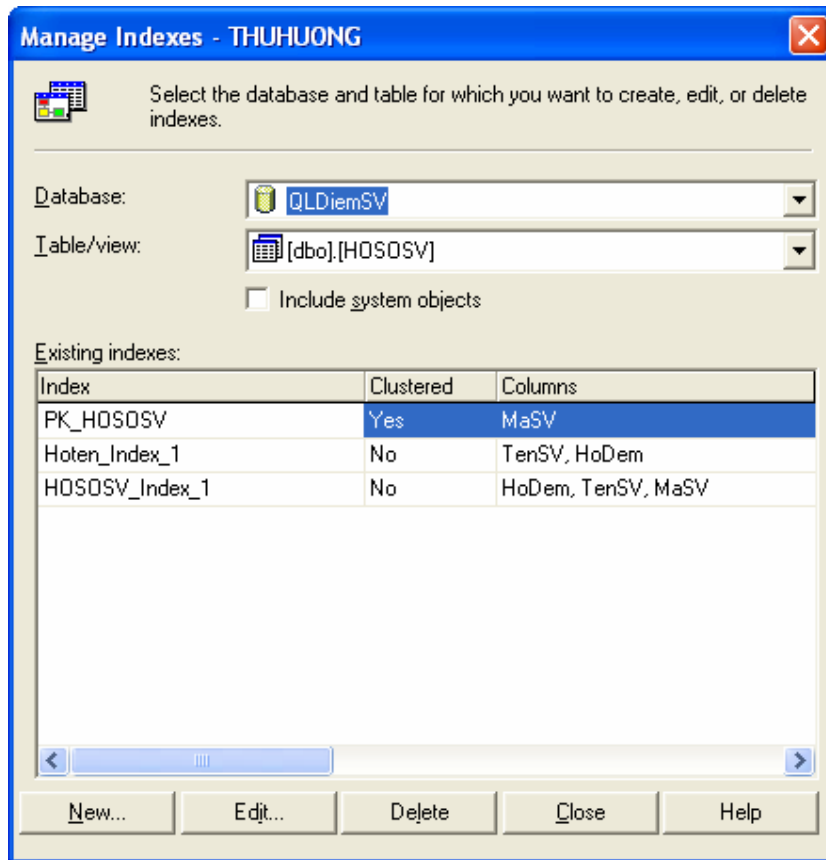 Manage Indexes - THUHUONG
Select the database and table for which you want to create, edit, or delete
indexes.
Database:
QLDiemSV
Table/view:
[dbo].[HOSOSV]
Include system objects
Existing indexes:
Index Clustered Columns
PK_HOSOSV Yes MaSV
Hoten_Index_1 No TenSV, HoDem
HOSOSV_Index_1 No HoDem, TenSV, MaSV
New... Edit... Delete Close Help